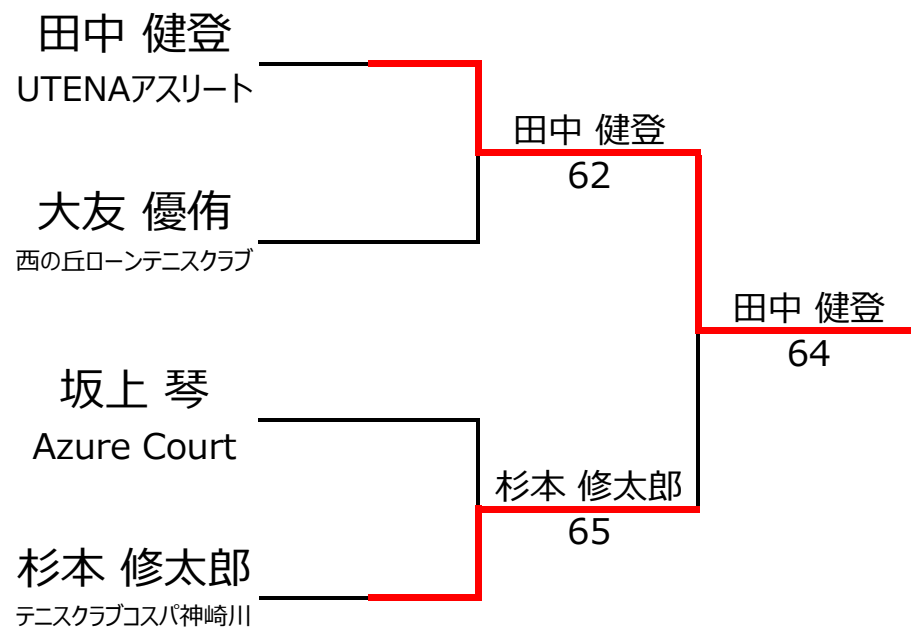 田中 健登
UTENAアスリート
田中 健登
62
大友 優侑
西の丘ローンテニスクラブ
田中 健登
64
坂上 琴
Azure Court
杉本 修太郎
65
杉本 修太郎
テニスクラブコスパ神崎川